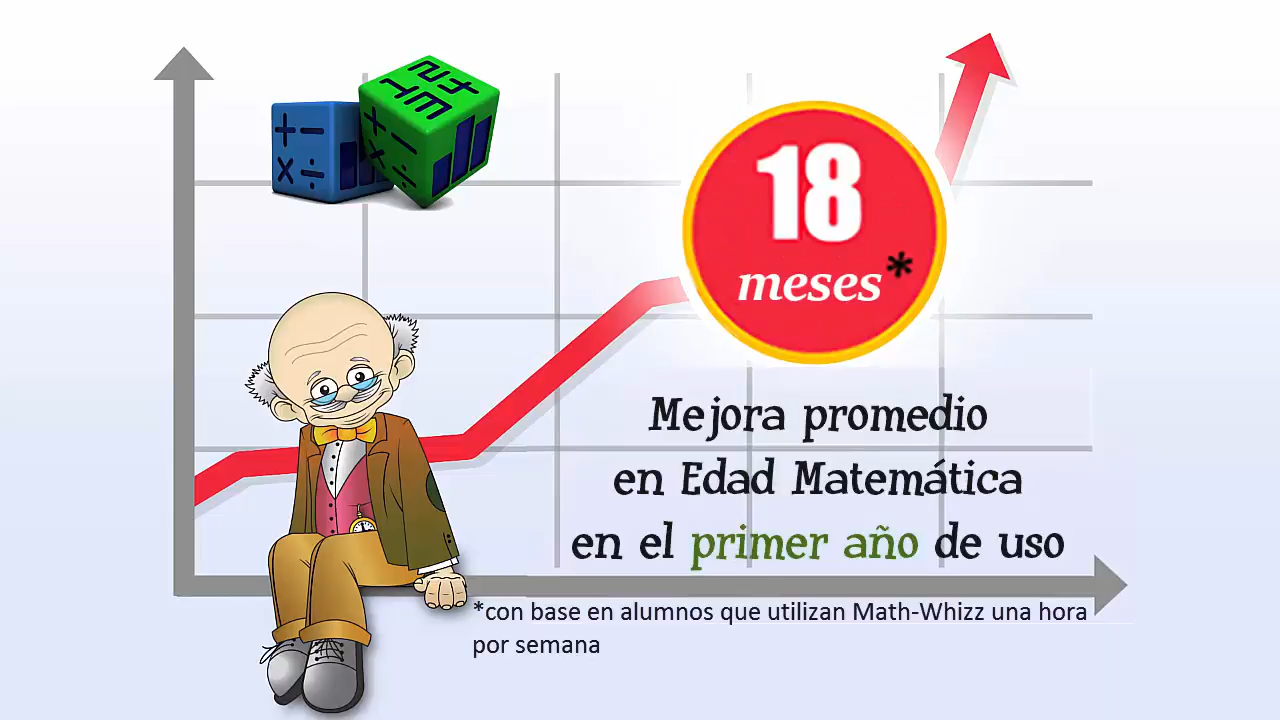 + −
× ÷
+ −
× ÷
18
meses*
Mejora promedio
en Edad Matemática
en el primer año de uso
*con base en alumnos que utilizan Math-Whizz una hora
por semana